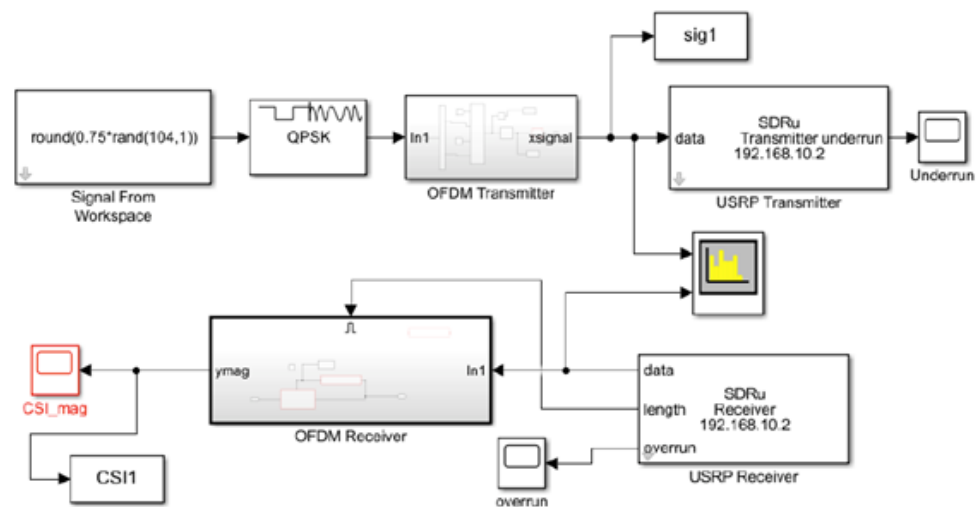 sig1
round(0.75*rand(104,1))
Signal From
Workspace
QPSK
In1
xsignal
OFDM Transmitter
data
SDRu
Transmitter underrun
192.168.10.2
USRP Transmitter
Underrun
ymag
In1
OFDM Receiver
CSI_mag
CSI1
data
length
overrun
SDRu
Receiver
192.168.10.2
USRP Receiver
overrun